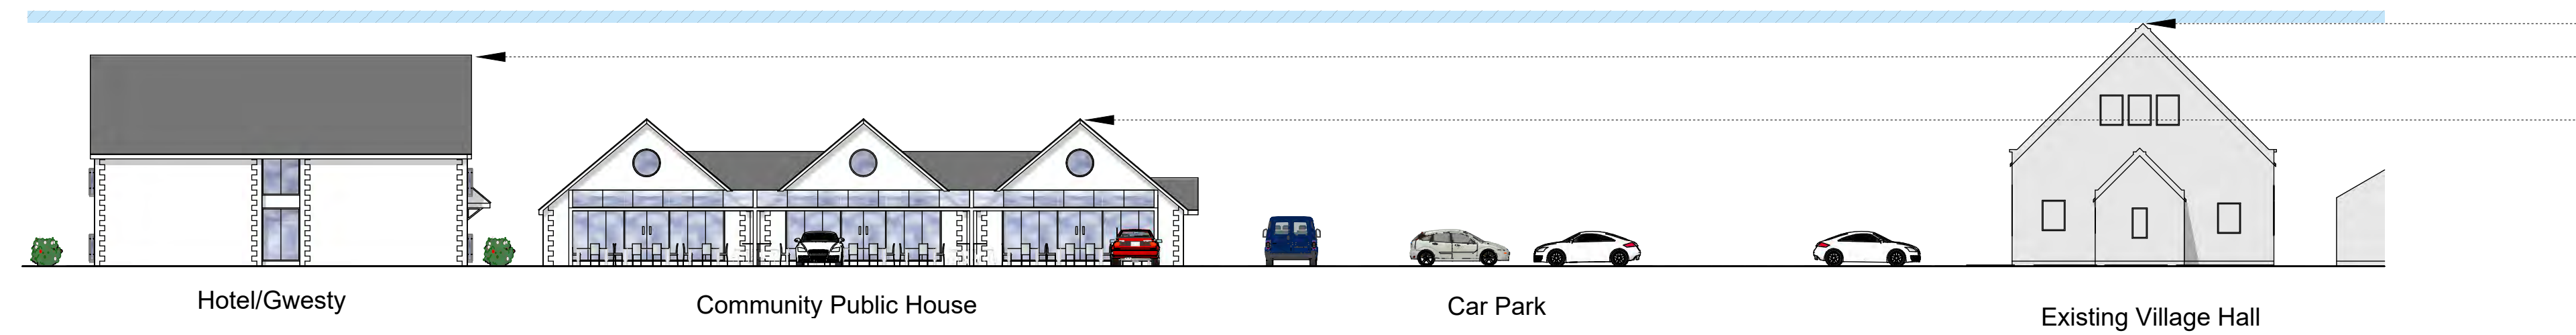 Hotel/Gwesty
Community Public House
Car Park
Existing Village Hall